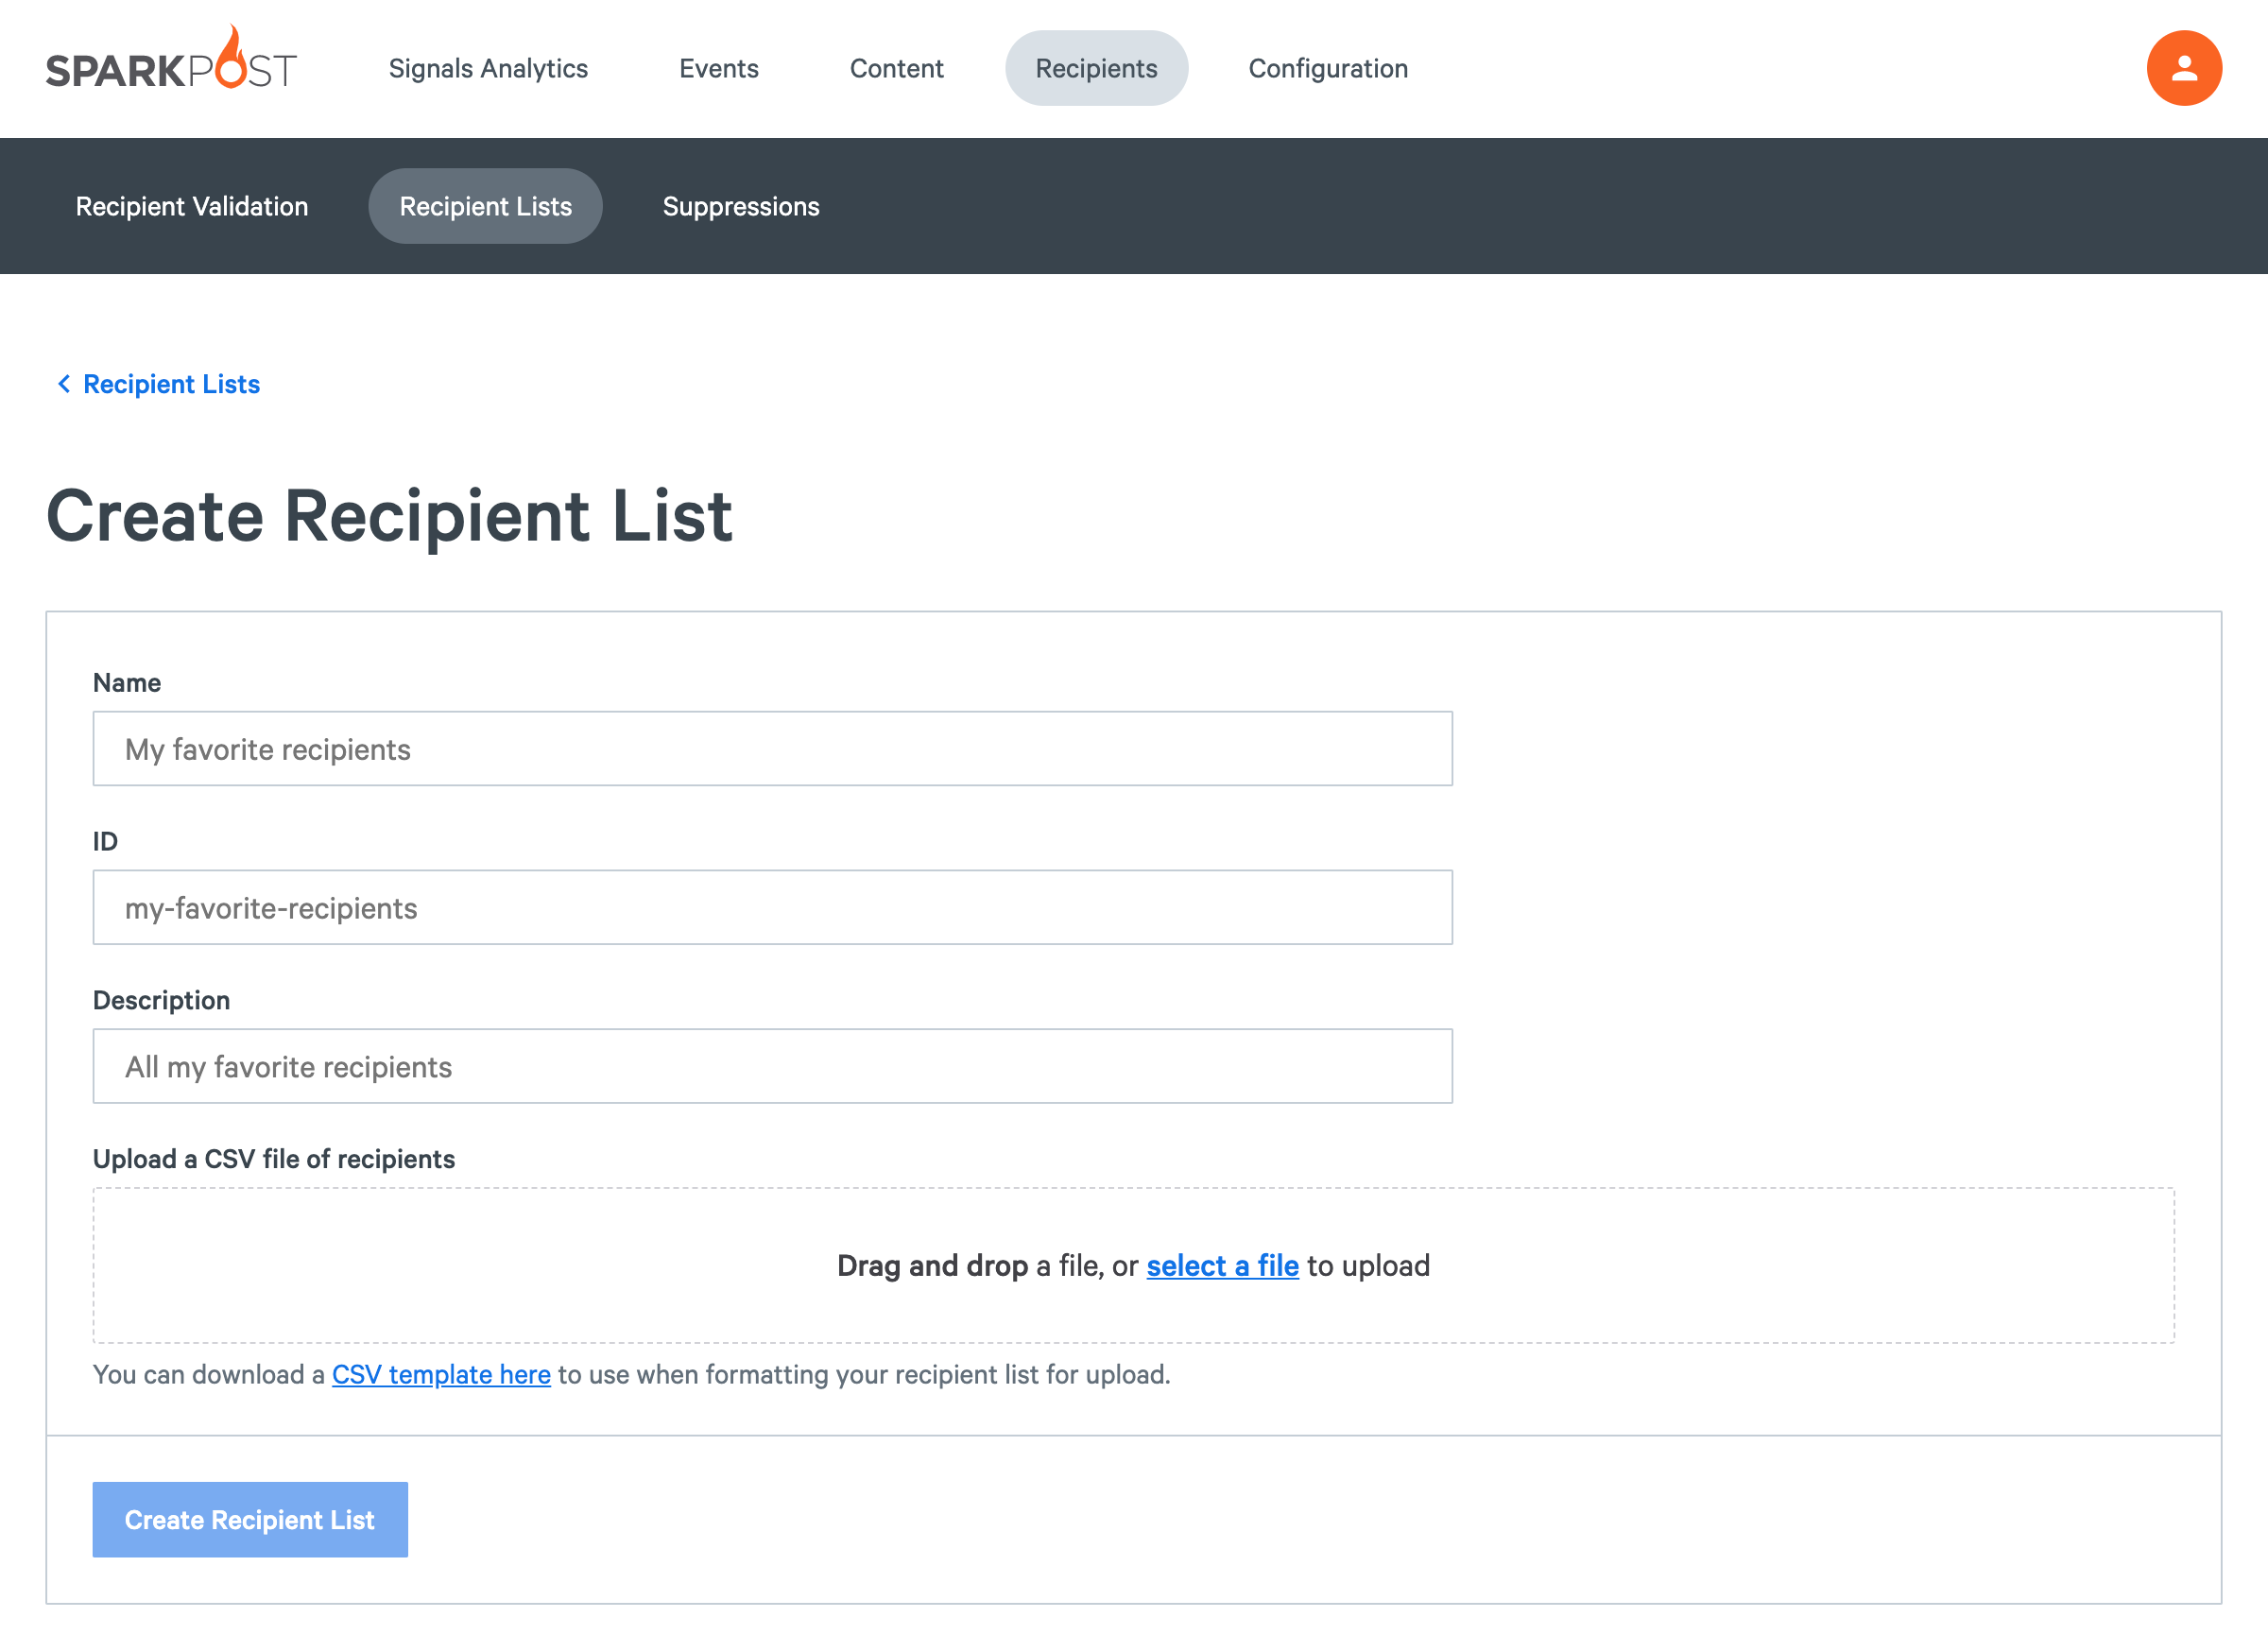 SPARKPOST
Signals Analytics
Events
Content
Recipients
Configuration
Recipient Validation
Recipient Lists
Suppressions
Recipient Lists
Create Recipient List
Name
My favorite recipients
ID
my-favorite-recipients
Description
All my favorite recipients
Upload a CSV file of recipients
Drag and drop a file, or select a file to upload
You can download a CSV template here to use when formatting your recipient list for upload.
Create Recipient List